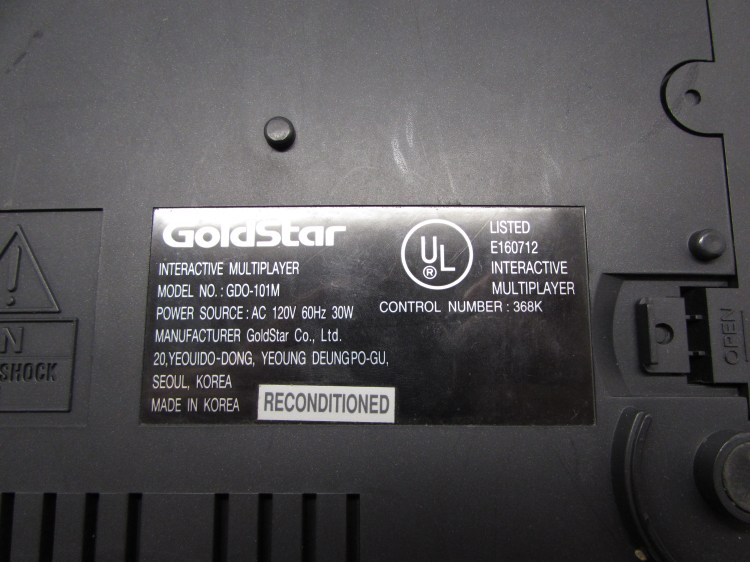 GoldStar
INTERACTIVE MULTIPLAYER
MODEL NO. : GDO-101M
POWER SOURCE : AC 120V 60Hz 30W
MANUFACTURER GoldStar Co., Ltd.
20,YEOUIDO-DONG, YEOUNG DEUNGPO-GU,
SEOUL, KOREA
MADE IN KOREA
RECONDITIONED
UL
®
LISTED
E160712
INTERACTIVE
MULTIPLAYER
CONTROL NUMBER : 368K
!
N
SHOCK
OPEN